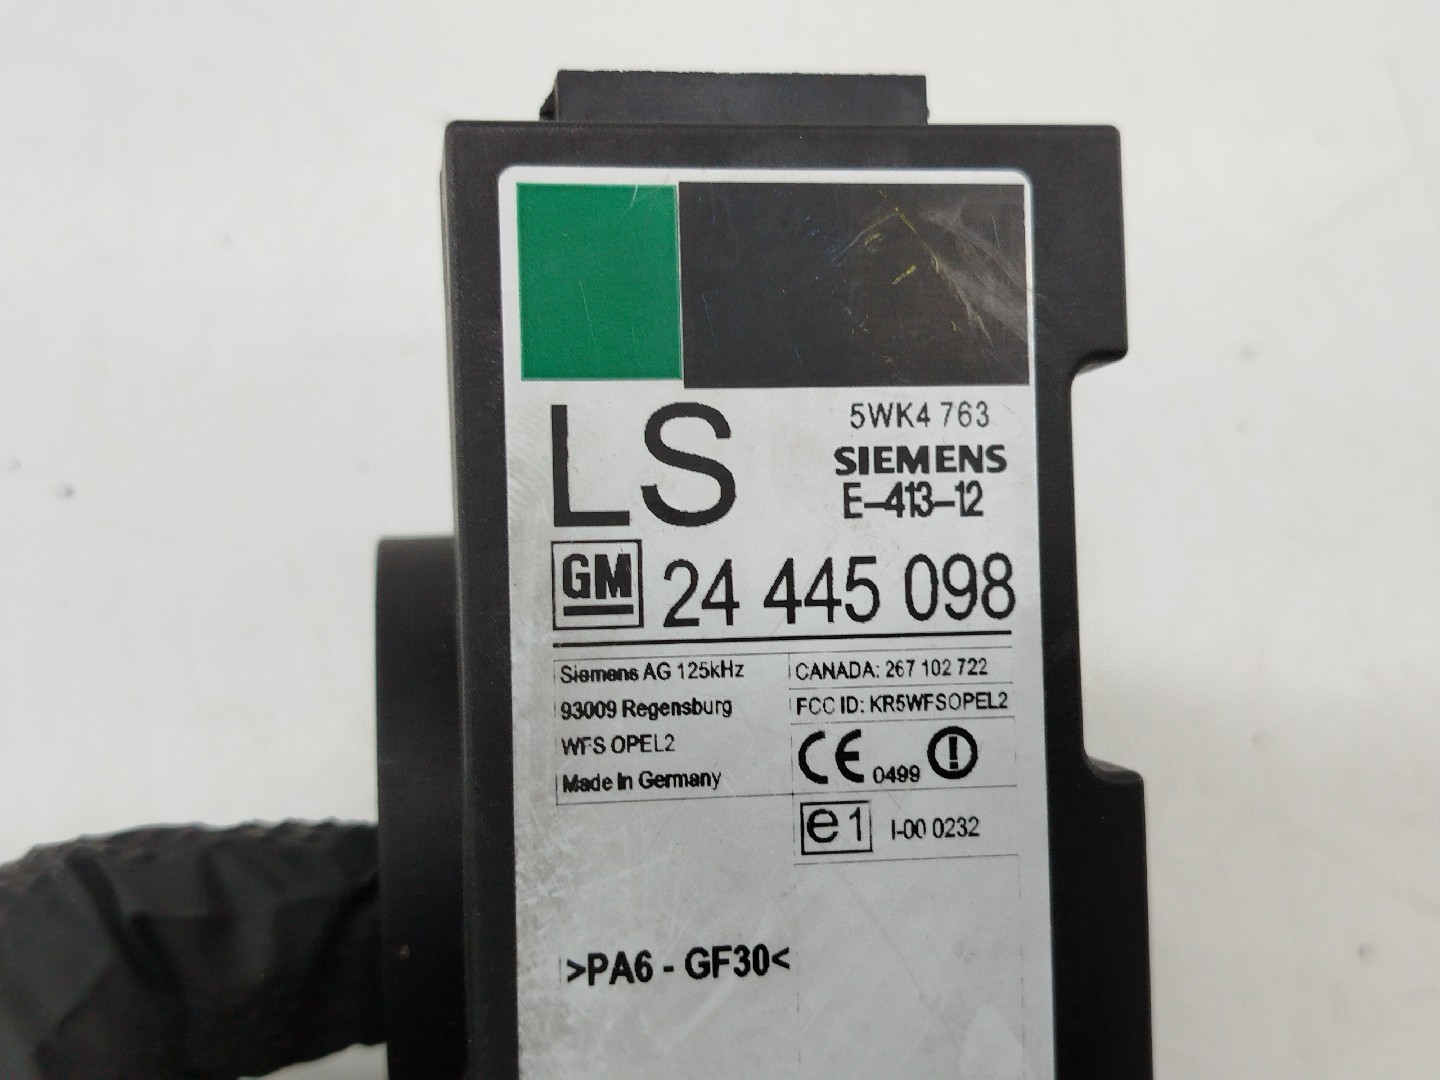 LS
5WK4 763
SIEMENS
E-413-12
GM 24 445 098
Siemens AG 125kHz
93009 Regensburg
WFS OPEL2
Made In Germany
CANADA: 267 102 722
FCC ID: KR5WFSOPEL2
CE 0499
e1 I-00 0232
>PA6 - GF30<